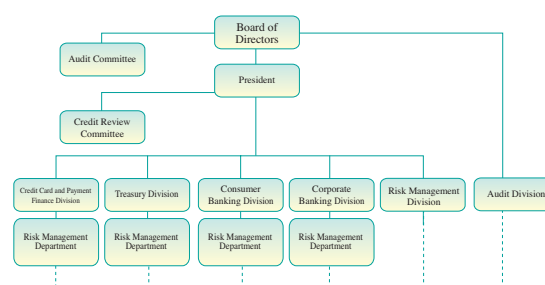 Board of
Directors
Audit Committee
President
Credit Review
Committee
Credit Card and Payment
Finance Division
Treasury Division
Consumer
Banking Division
Corporate
Banking Division
Risk Management
Division
Audit Division
Risk Management
Department
Risk Management
Department
Risk Management
Department
Risk Management
Department